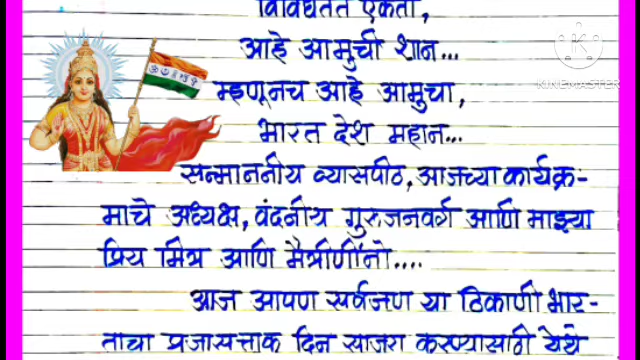 विविधतेत एकता,
आहे आमुची शान...
म्हणूनच आहे आमुचा,
भारत देश महान...
सन्माननीय व्यासपीठ, आजच्या कार्यक्र-
माचे अध्यक्ष, वंदनीय गुरुजनवर्ग आणि माझ्या
प्रिय मित्र आणि मैत्रीणींनो....
आज आपण सर्वजण या ठिकाणी भार-
ताचा प्रजासत्ताक दिन साजरा करण्यासाठी येथे
KINEMASTER